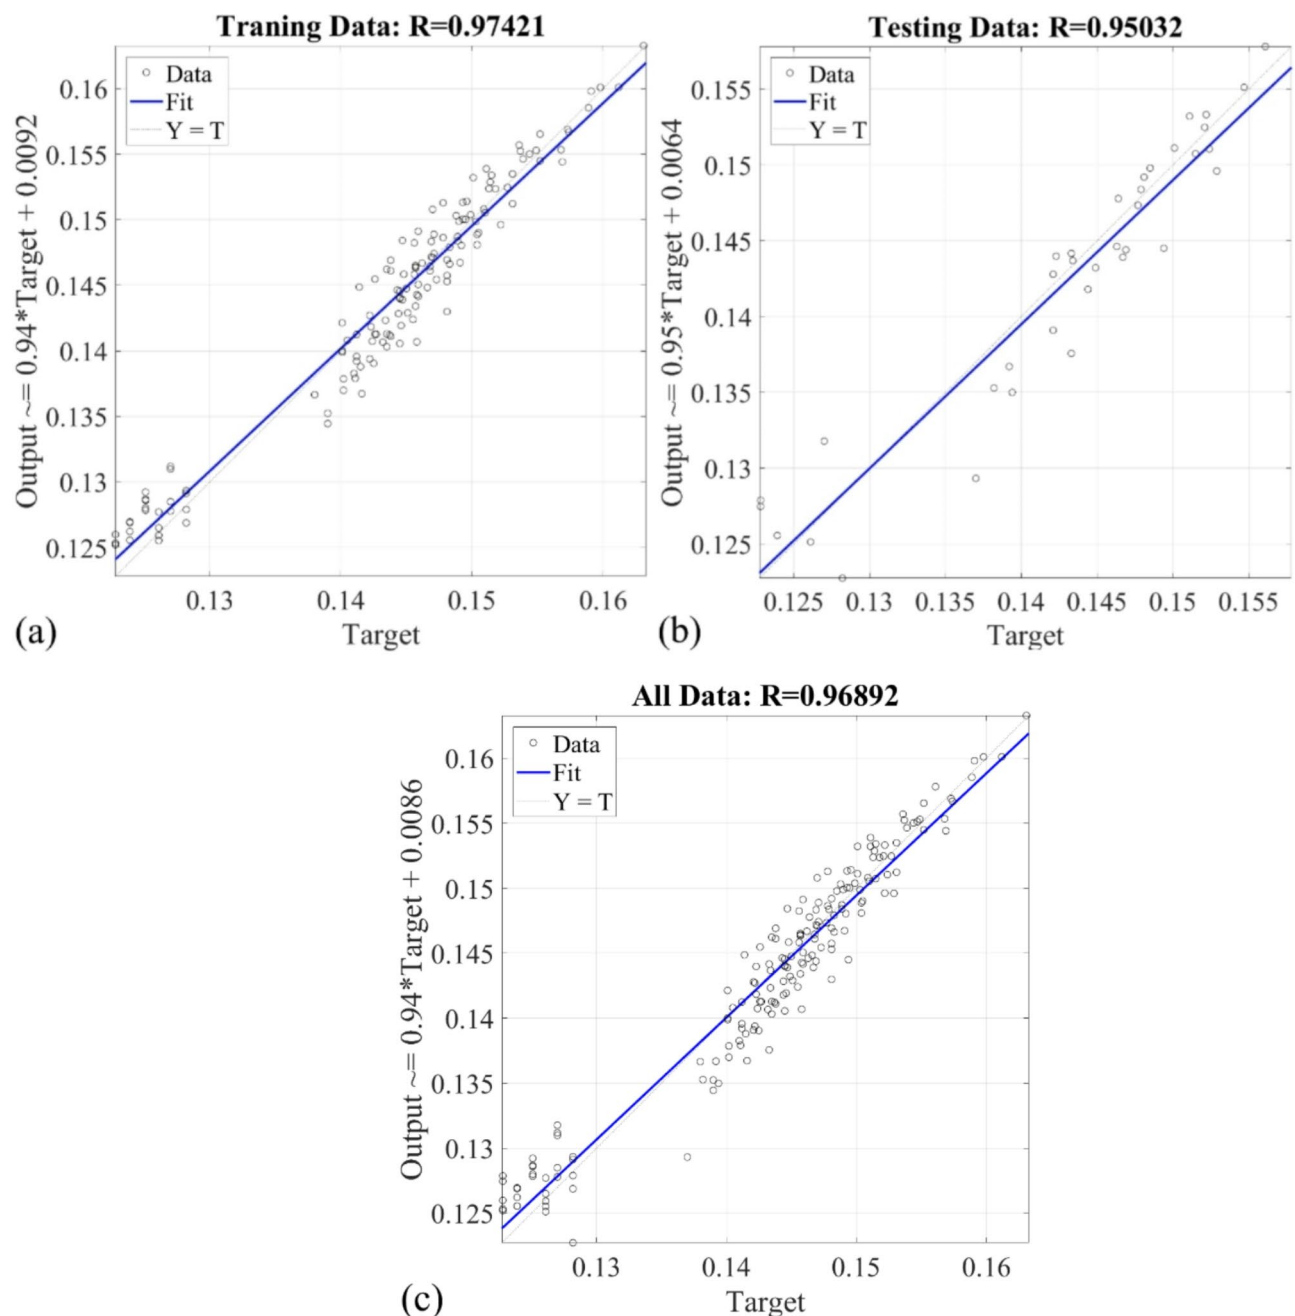 Traning Data: R=0.97421
Data
Fit
Y = T
Output ~= 0.94*Target + 0.0092
0.16
0.155
0.15
0.145
0.14
0.135
0.13
0.125
0.13 0.14 0.15 0.16
Target
(a)
Testing Data: R=0.95032
Data
Fit
Y = T
Output ~= 0.95*Target + 0.0064
0.155
0.15
0.145
0.14
0.135
0.13
0.125
0.125 0.13 0.135 0.14 0.145 0.15 0.155
Target
(b)
All Data: R=0.96892
Data
Fit
Y = T
Output ~= 0.94*Target + 0.0086
0.16
0.155
0.15
0.145
0.14
0.135
0.13
0.125
0.13 0.14 0.15 0.16
Target
(c)